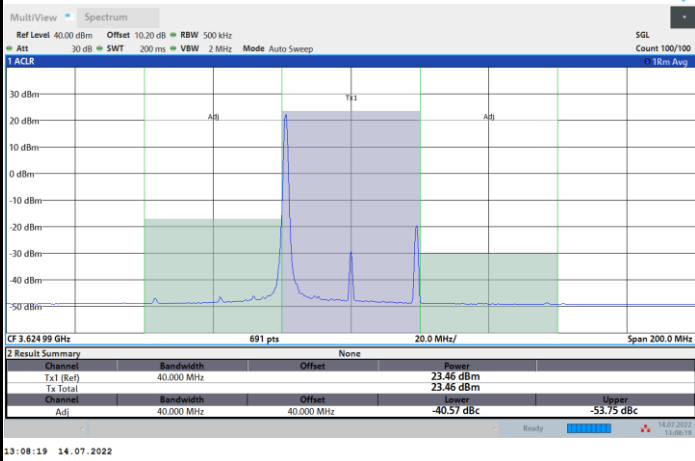 MultiView Spectrum
Ref Level 40.00 dBm Offset 10.20 dB RBW 500 kHz SGL
Att 30 dB SWT 200 ms VBW 2 MHz Mode Auto Sweep Count 100/100
1 ACLR 1Rm Avg
30 dBm
Tx1
20 dBm
Adj Adj
10 dBm
0 dBm
-10 dBm
-20 dBm
-30 dBm
-40 dBm
-50 dBm
CF 3.624 99 GHz 691 pts 20.0 MHz/ Span 200.0 MHz
2 Result Summary None
Channel Bandwidth Offset Power
Tx1 (Ref) 40.000 MHz 23.46 dBm
Tx Total 23.46 dBm
Channel Bandwidth Offset Lower Upper
Adj 40.000 MHz 40.000 MHz -40.57 dBc -53.75 dBc
Ready 14.07.2022
13:08:19
13:08:19 14.07.2022